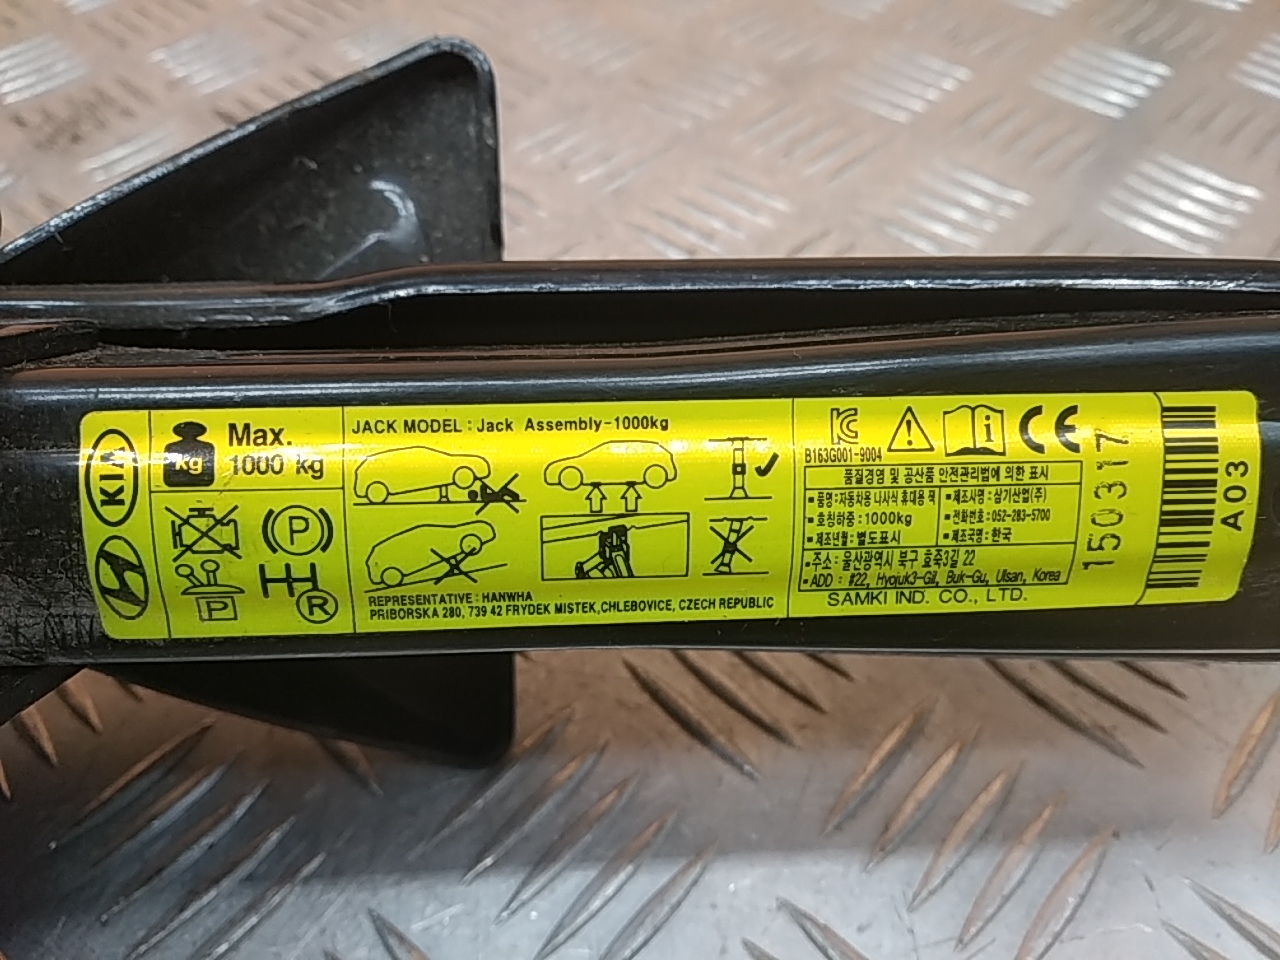 KIA
Max.
1000 kg
kg
P
P
R
JACK MODEL : Jack Assembly-1000kg
REPRESENTATIVE : HANWHA
PRIBORSKA 280, 739 42 FRYDEK MISTEK,CHLEBOVICE, CZECH REPUBLIC
B163G001-9004
CE
품질경영 및 공산품 안전관리법에 의한 표시
▪품명:자동차용 나사식 휴대용 잭
▪제조사명 : 삼기산업(주)
▪호칭하중 : 1000kg
▪전화번호 : 052-283-5700
▪제조년월 : 별도표시
▪제조국명 : 한국
▪주소 : 울산광역시 북구 효죽3길 22
▪ADD : #22, Hyojuk3-Gil, Buk-Gu, Ulsan, Korea
SAMKI IND. CO., LTD.
150317
A03